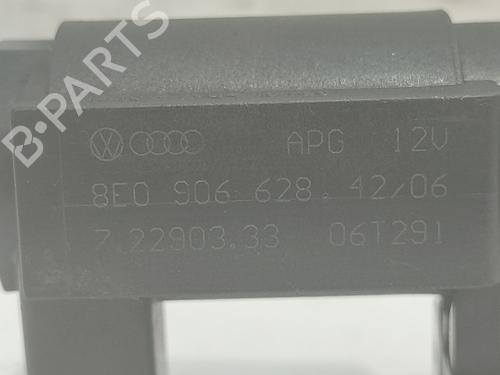 B-PARTS
APG 12V
8E0 906 628. 42/06
7.22903.33 06T291